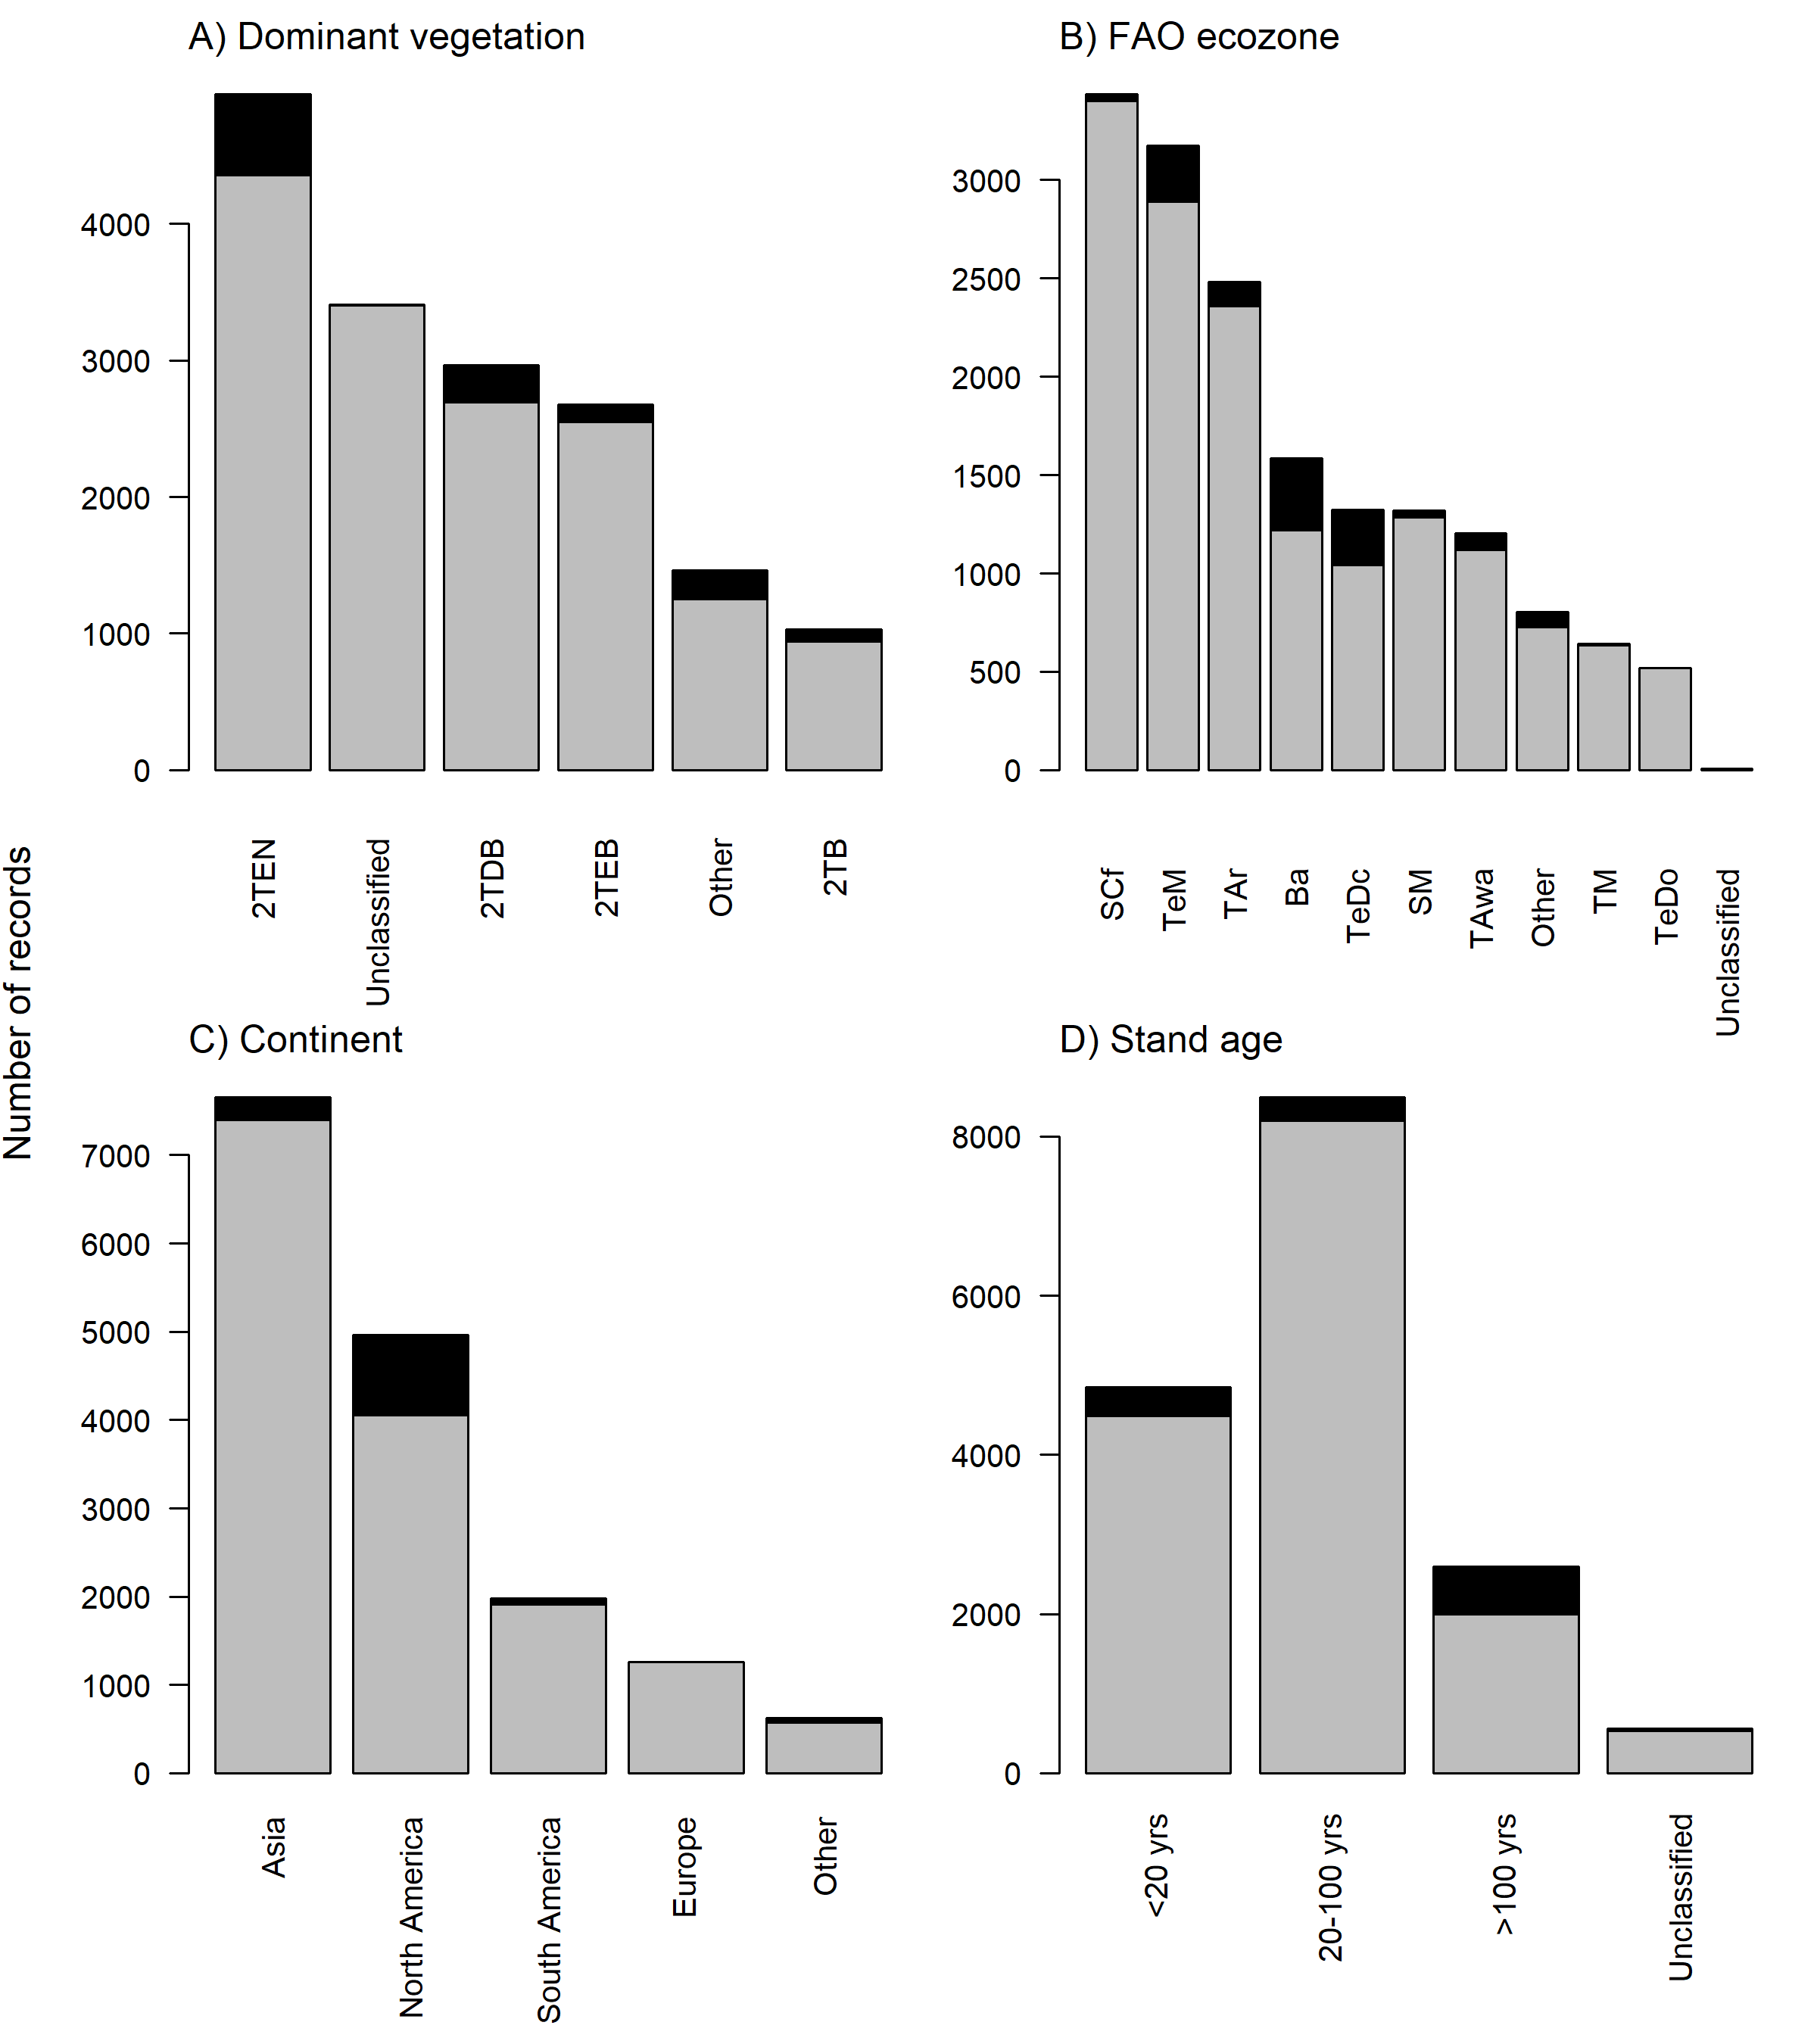 A) Dominant vegetation
4000
3000
2000
1000
0
2TEN
Unclassified
2TDB
2TEB
Other
2TB
B) FAO ecozone
3000
2500
2000
1500
1000
500
0
SCf
TeM
TAr
Ba
TeDc
SM
TAwa
Other
TM
TeDo
Unclassified
Number of records
C) Continent
7000
6000
5000
4000
3000
2000
1000
0
Asia
North America
South America
Europe
Other
D) Stand age
8000
6000
4000
2000
0
<20 yrs
20-100 yrs
>100 yrs
Unclassified